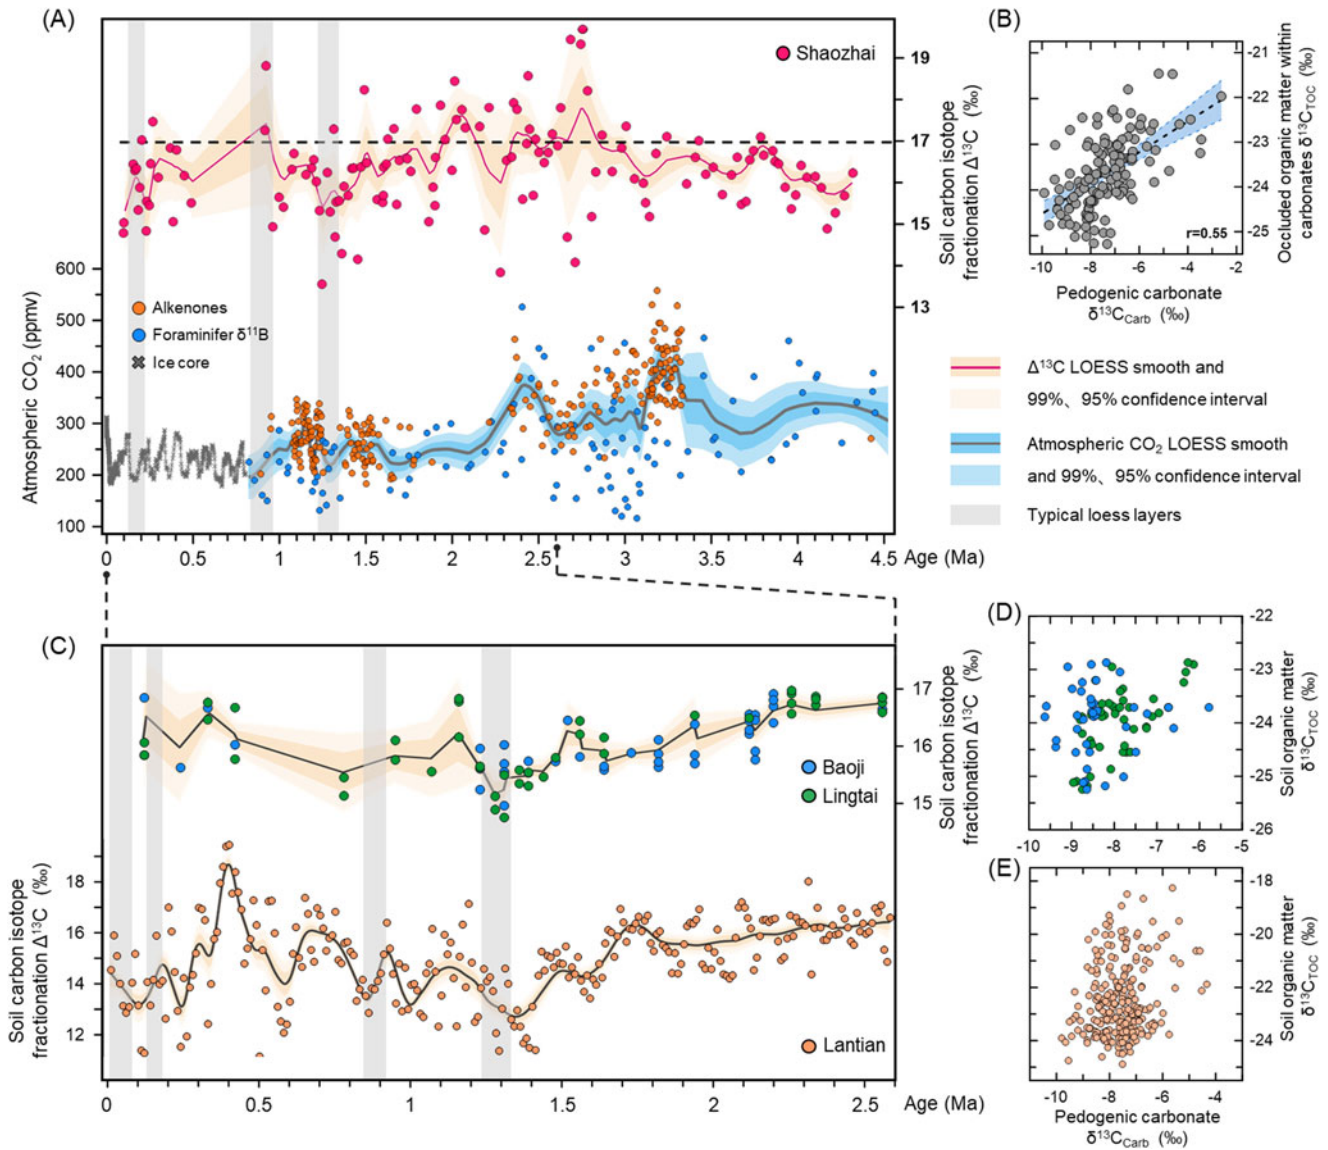 (A)
Shaozhai
19
17
15
13
Soil carbon isotope
fractionation Δ13C (‰)
600
500
400
300
200
100
Atmospheric CO2 (ppmv)
Alkenones
Foraminifer δ11B
Ice core
0
0.5
1
1.5
2
2.5
3
3.5
4
4.5
Age (Ma)
(B)
-21
-22
-23
-24
-25
Occluded organic matter within
carbonates δ13CTOC (‰)
r=0.55
-10
-8
-6
-4
-2
Pedogenic carbonate
δ13CCarb (‰)
Δ13C LOESS smooth and
99%、95% confidence interval
Atmospheric CO2 LOESS smooth
and 99%、95% confidence interval
Typical loess layers
(C)
17
16
15
Soil carbon isotope
fractionation Δ13C (‰)
Baoji
Lingtai
Soil carbon isotope
fractionation Δ13C (‰)
18
16
14
12
Lantian
0
0.5
1
1.5
2
2.5
Age (Ma)
(D)
-22
-23
-24
-25
-26
Soil organic matter
δ13CTOC (‰)
-10
-9
-8
-7
-6
-5
(E)
-18
-20
-22
-24
Soil organic matter
δ13CTOC (‰)
-10
-8
-6
-4
Pedogenic carbonate
δ13CCarb (‰)